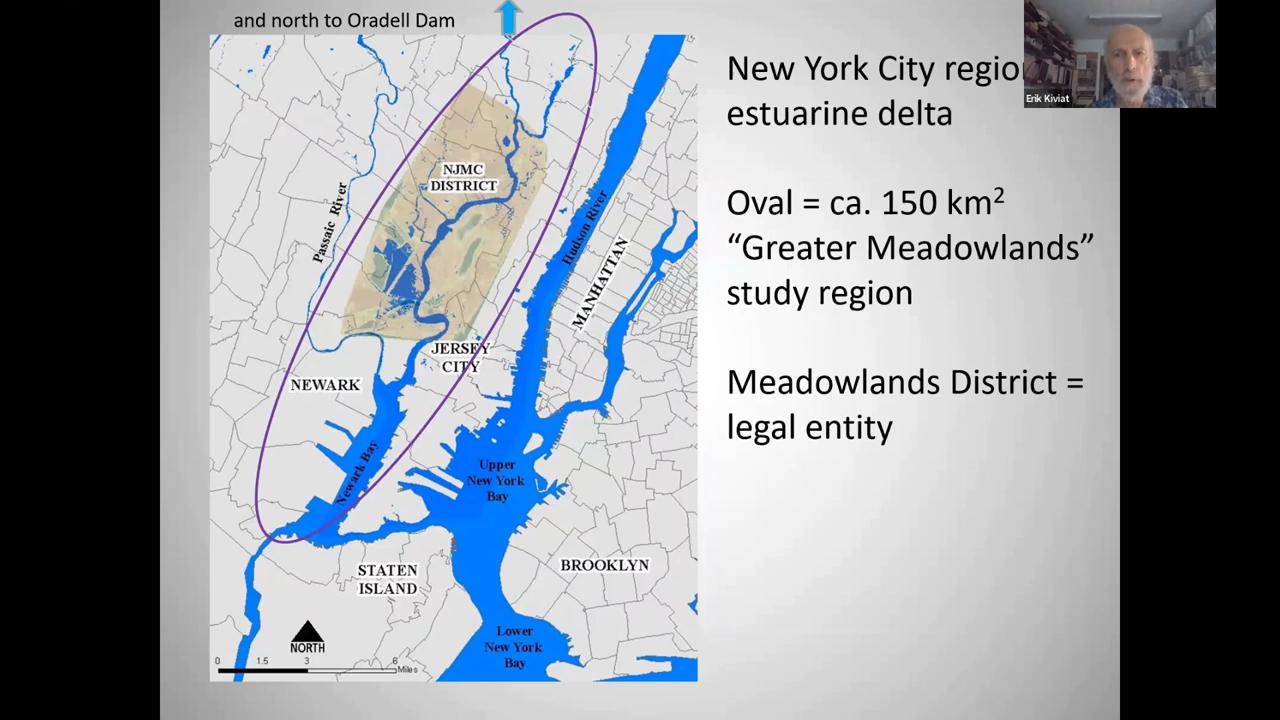 and north to Oradell Dam
New York City regio
estuarine delta
Erik Kiviat
Oval = ca. 150 km²
“Greater Meadowlands”
study region
Meadowlands District =
legal entity
NJMC
DISTRICT
Passaic River
Hudson River
MANHATTAN
JERSEY
CITY
NEWARK
Newark Bay
Upper
New York
Bay
STATEN
ISLAND
BROOKLYN
Lower
New York
Bay
NORTH
0 1.5 3 6
Miles